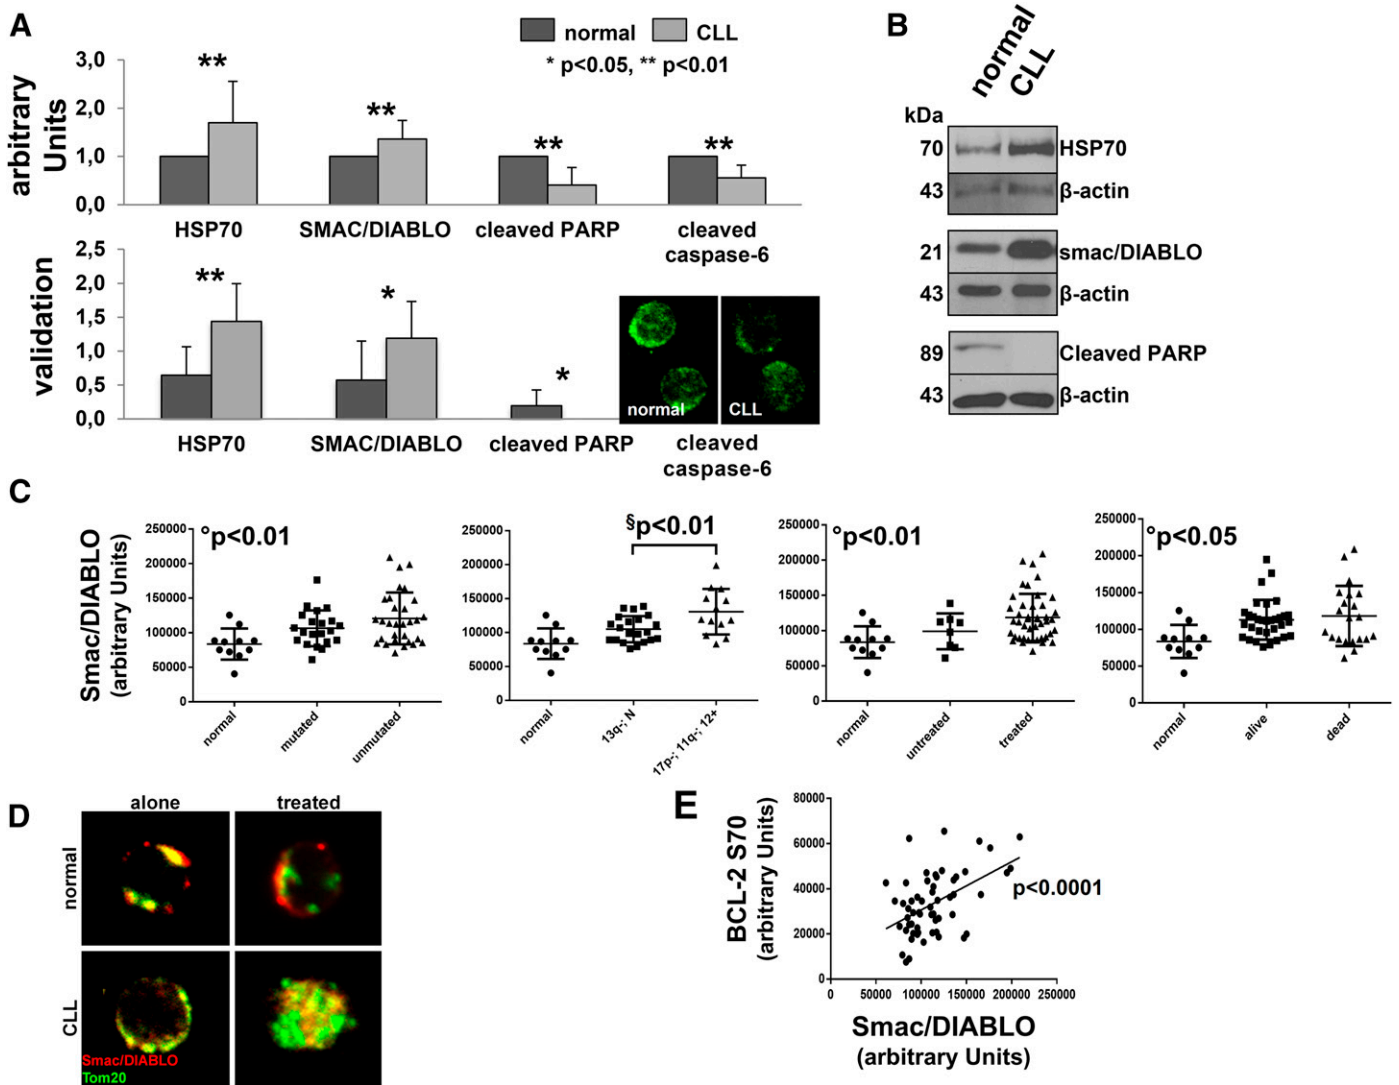 A
normal CLL
* p<0.05, ** p<0.01
arbitrary
Units
3,0
2,0
1,0
0,0
** ** ** **
HSP70 SMAC/DIABLO cleaved PARP cleaved
caspase-6
validation
2,5
2,0
1,5
1,0
0,5
0,0
** * *
normal CLL
HSP70 SMAC/DIABLO cleaved PARP cleaved
caspase-6
B
normal
CLL
kDa
70 HSP70
43 β-actin
21 smac/DIABLO
43 β-actin
89 Cleaved PARP
43 β-actin
C
Smac/DIABLO
(arbitrary Units)
250000
200000
150000
100000
50000
0
°p<0.01
normal mutated unmutated
250000
200000
150000
100000
50000
0
§p<0.01
normal 13q-; N 17p-; 11q-; 12+
250000
200000
150000
100000
50000
0
°p<0.01
normal untreated treated
250000
200000
150000
100000
50000
0
°p<0.05
normal alive dead
D
alone treated
normal
CLL
Smac/DIABLO
Tom20
E
BCL-2 S70
(arbitrary Units)
80000
60000
40000
20000
0
p<0.0001
0 50000 100000 150000 200000 250000
Smac/DIABLO
(arbitrary Units)